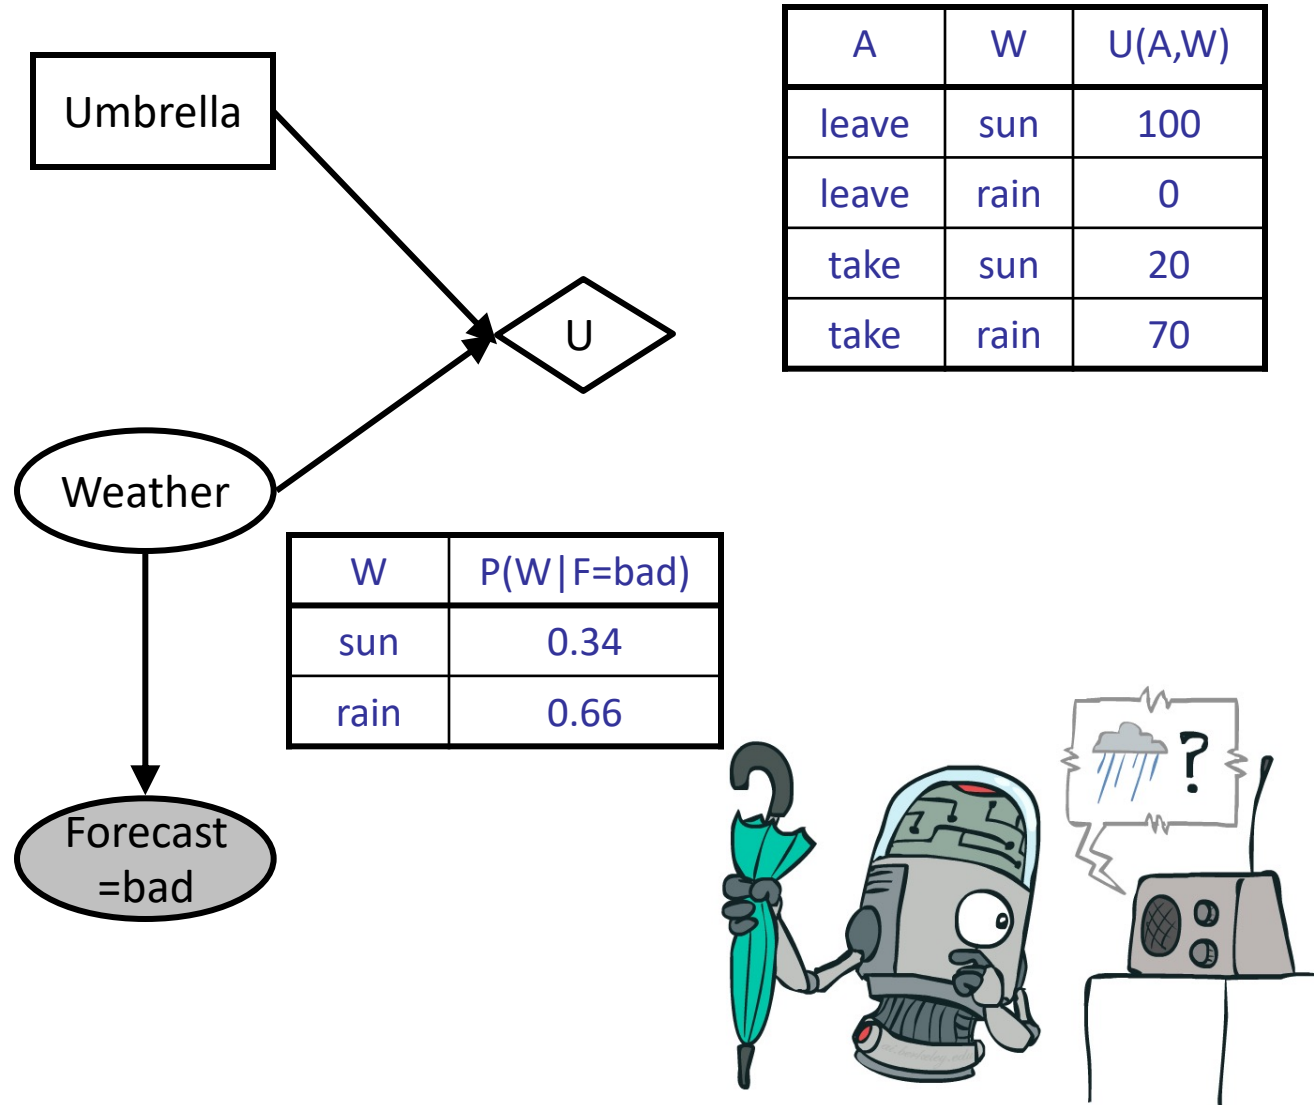 Umbrella
A W U(A,W)
leave sun 100
leave rain 0
take sun 20
take rain 70
U
Weather
W P(W|F=bad)
sun 0.34
rain 0.66
Forecast
=bad
?